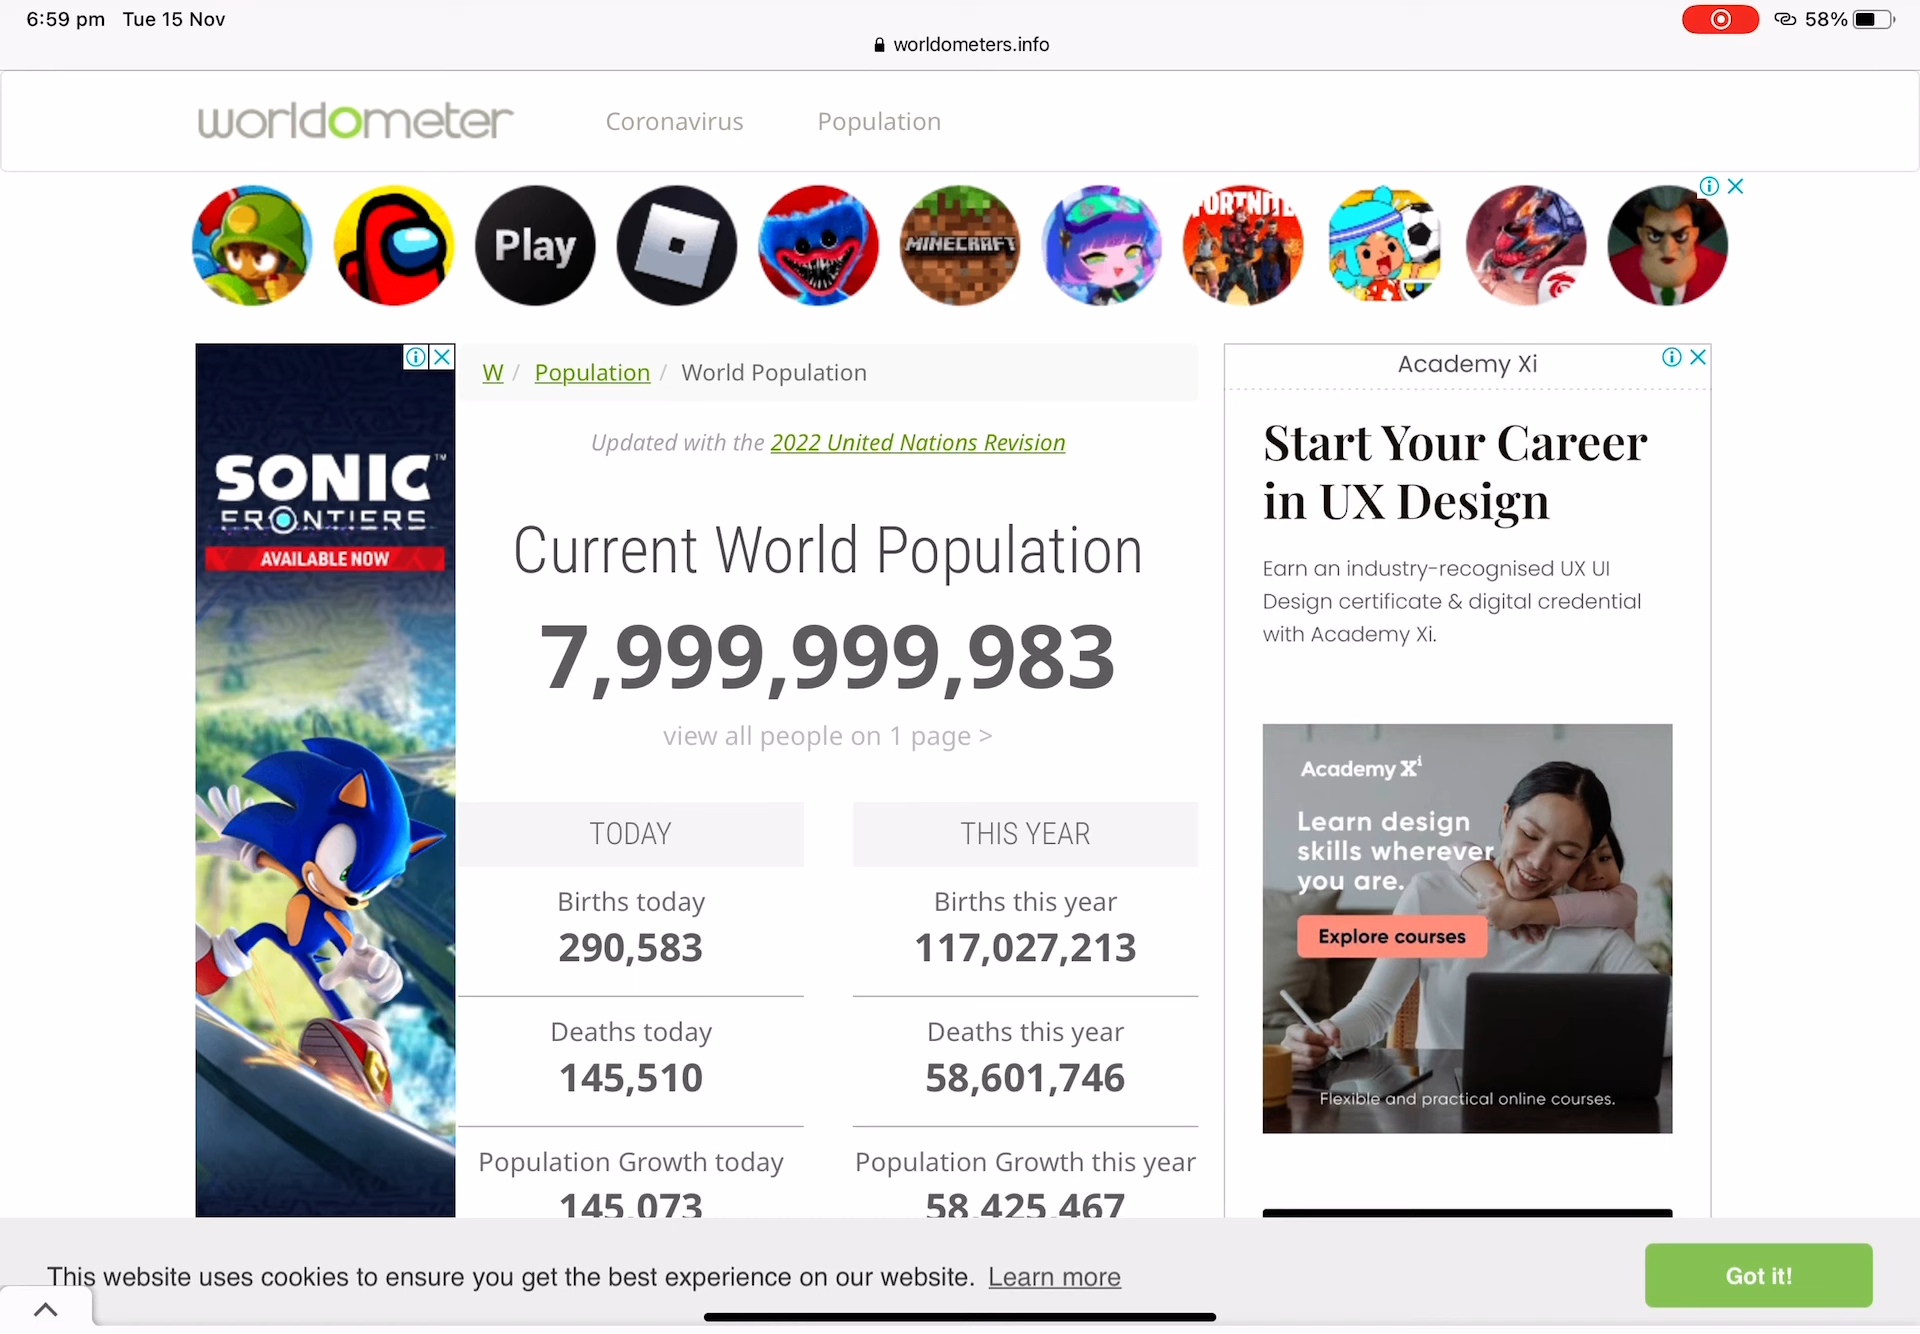 6:59 pm Tue 15 Nov
58%
worldometers.info
worldometer
Coronavirus
Population
Play
MINECRAFT
FORTNITE
W / Population / World Population
Updated with the 2022 United Nations Revision
Current World Population
7,999,999,983
view all people on 1 page >
TODAY
THIS YEAR
Births today
290,583
Births this year
117,027,213
Deaths today
145,510
Deaths this year
58,601,746
Population Growth today
145,073
Population Growth this year
58,425,467
SONIC™
FRONTIERS
AVAILABLE NOW
Academy Xi
Start Your Career
in UX Design
Earn an industry-recognised UX UI
Design certificate & digital credential
with Academy Xi.
Academy Xi
Learn design
skills wherever
you are.
Explore courses
Flexible and practical online courses.
This website uses cookies to ensure you get the best experience on our website. Learn more
Got it!